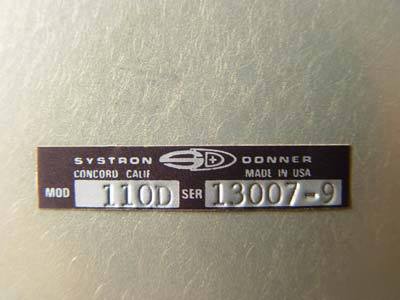 SYSTRON DONNER
CONCORD CALIF MADE IN USA
MOD 110D SER 13007-9